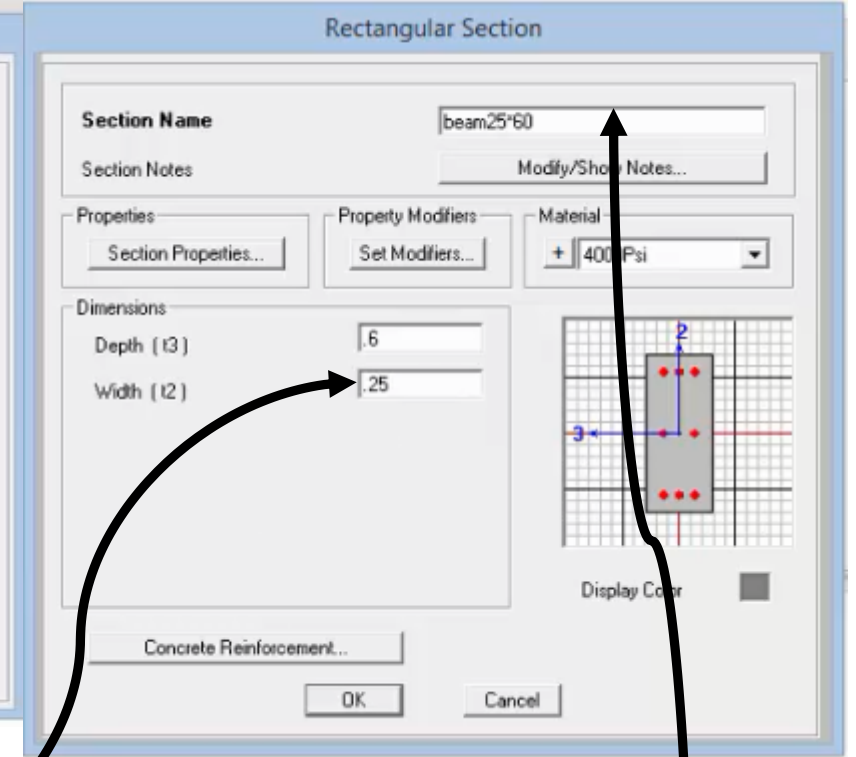 Rectangular Section
Section Name
beam25*60
Section Notes
Modify/Show Notes...
Properties
Property Modifiers
Material
Section Properties...
Set Modifiers...
+
Dimensions
Depth ( t3 )
.6
Width ( t2 )
.25
2
3
Display Color
Concrete Reinforcement...
OK
Cancel